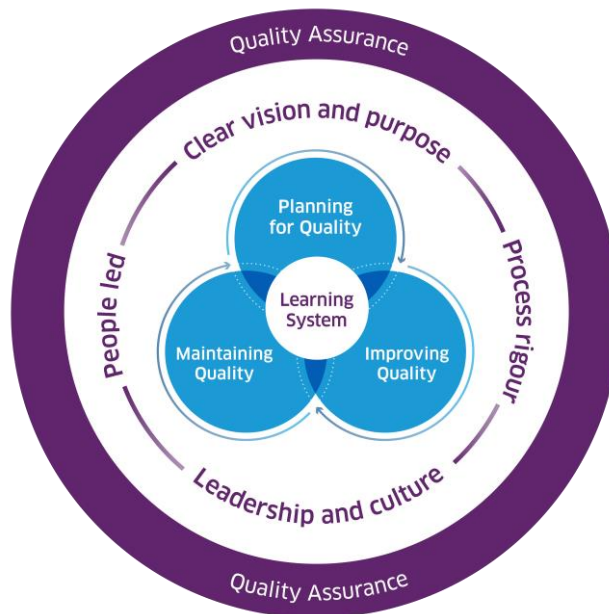 Quality Assurance
Clear vision and purpose
Planning
for Quality
People led
Process rigour
Learning
System
Maintaining
Quality
Improving
Quality
Leadership and culture
Quality Assurance